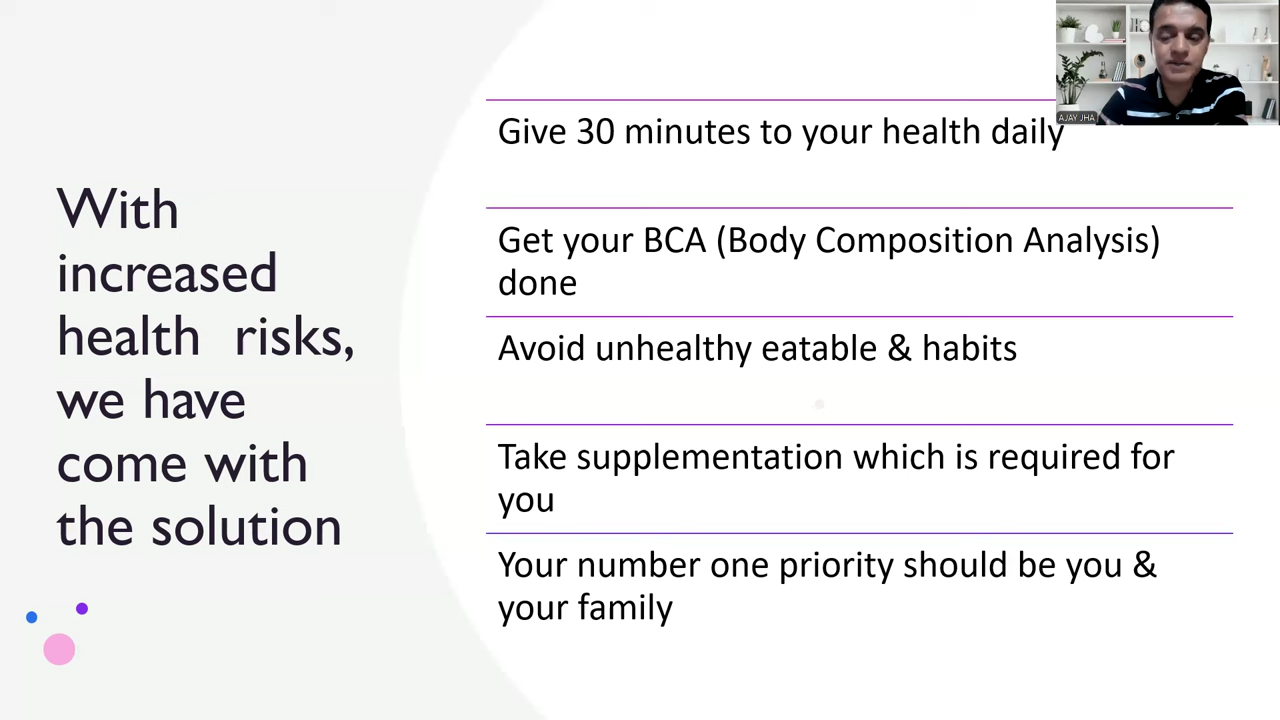 With
increased
health  risks,
we have
come with
the solution
Give 30 minutes to your health daily
Get your BCA (Body Composition Analysis)
done
Avoid unhealthy eatable & habits
Take supplementation which is required for
you
Your number one priority should be you &
your family
AJAY JHA